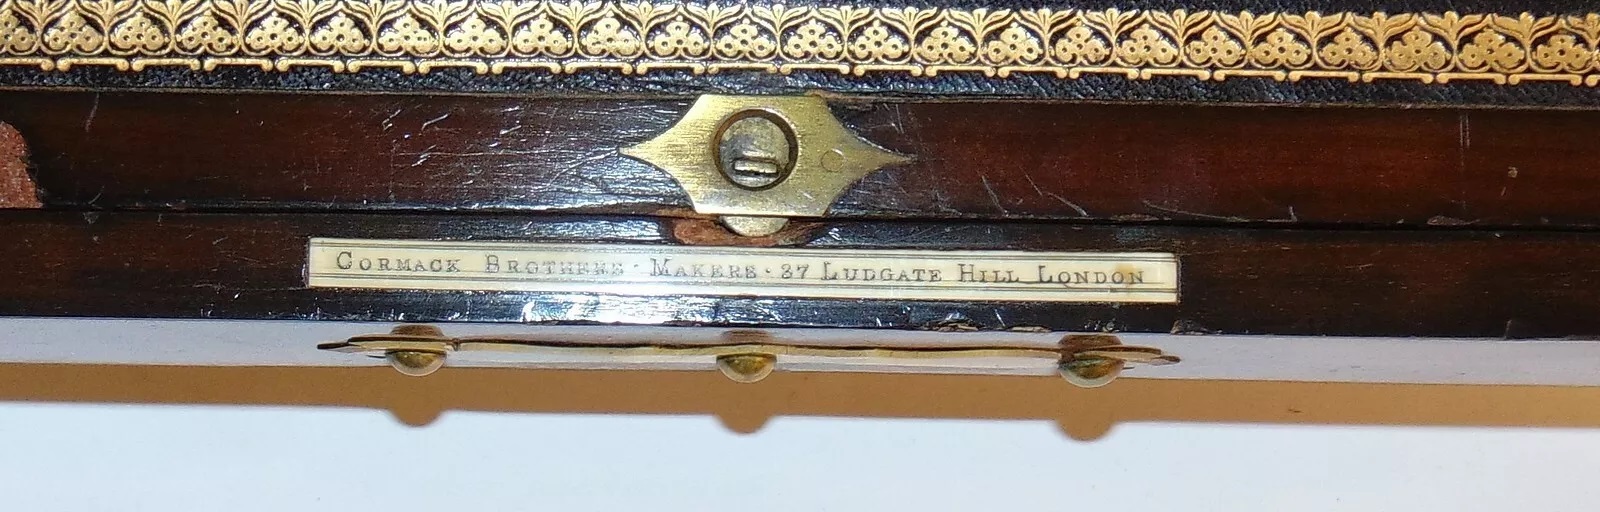 CORMACK BROTHERS · MAKERS · 37 LUDGATE HILL LONDON